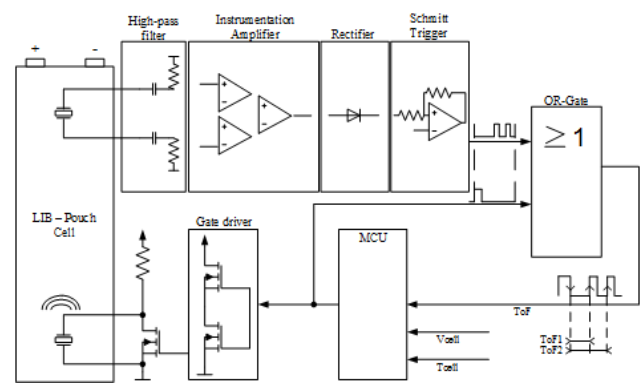 High-pass filter
Instrumentation Amplifier
Rectifier
Schmitt Trigger
+ -
OR-Gate
≥ 1
LIB – Pouch Cell
Gate driver
MCU
ToF
Vcell
Tcell
ToF1
ToF2